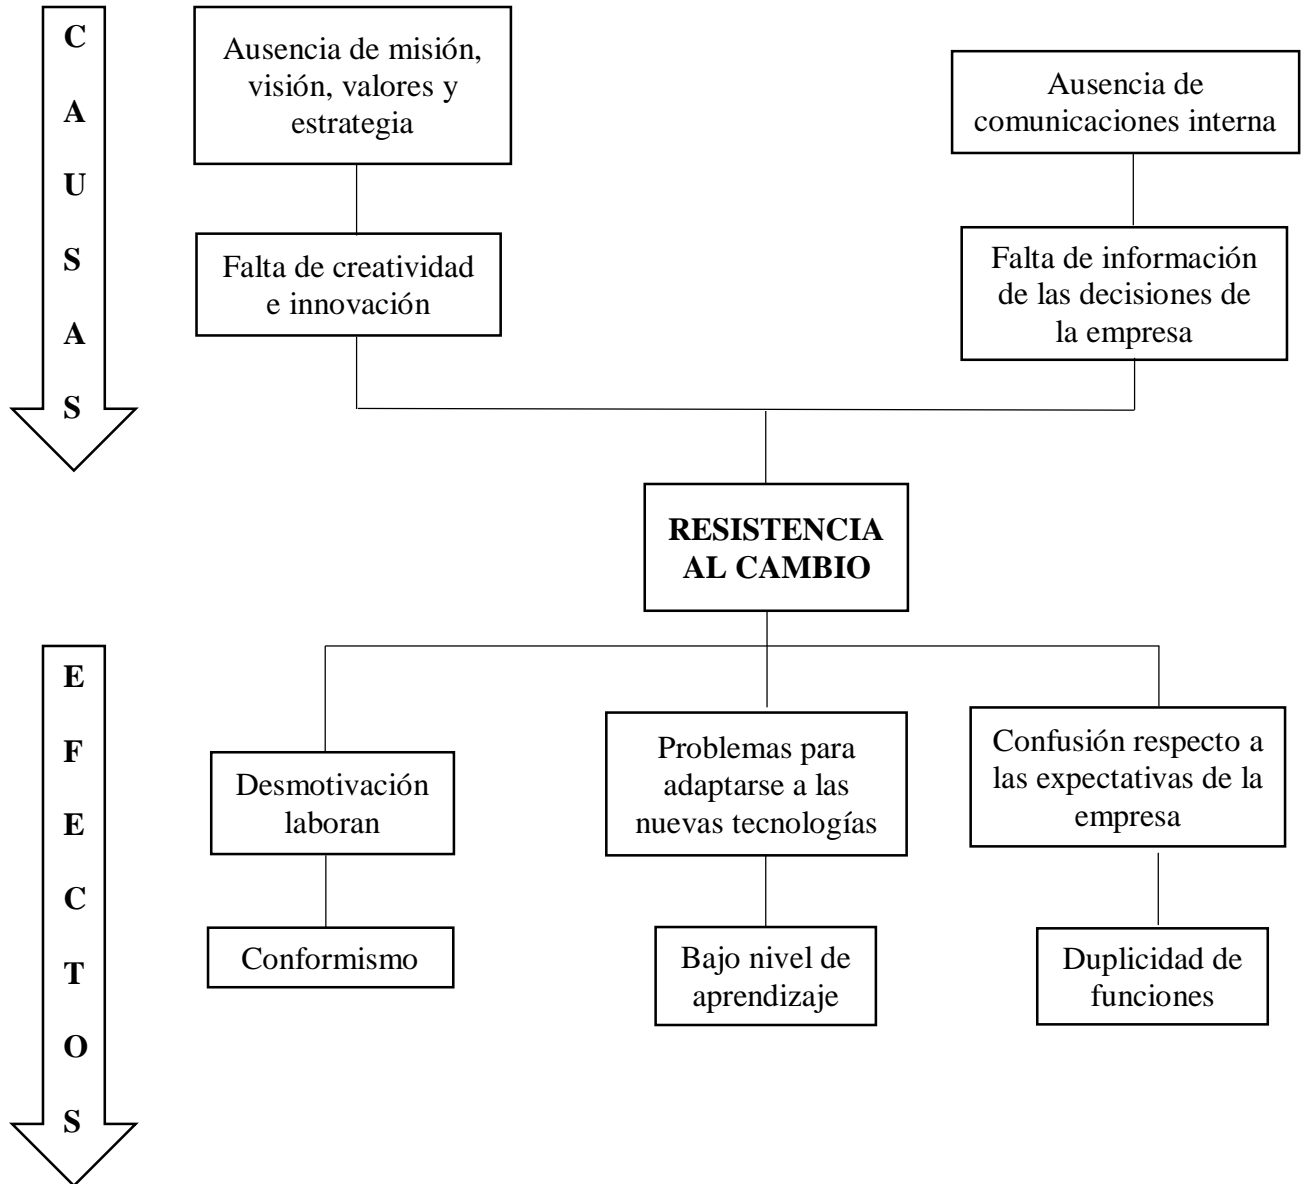 C
A
U
S
A
S
Ausencia de misión,
visión, valores y
estrategia
Ausencia de
comunicaciones interna
Falta de creatividad
e innovación
Falta de información
de las decisiones de
la empresa
RESISTENCIA
AL CAMBIO
E
F
E
C
T
O
S
Desmotivación
laboran
Problemas para
adaptarse a las
nuevas tecnologías
Confusión respecto a
las expectativas de la
empresa
Conformismo
Bajo nivel de
aprendizaje
Duplicidad de
funciones